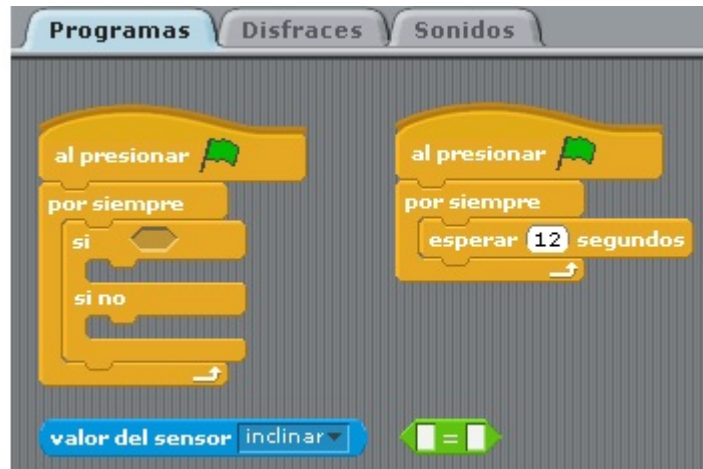 Programas Disfraces Sonidos
al presionar
por siempre
si
si no
al presionar
por siempre
esperar 12 segundos
valor del sensor inclinar
=